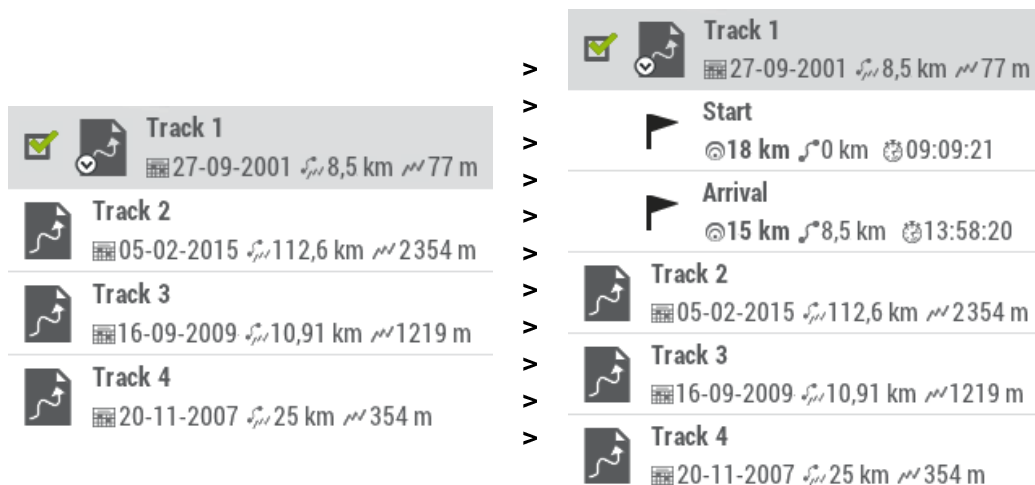 Track 1
27-09-2001 8,5 km 77 m
Track 2
05-02-2015 112,6 km 2354 m
Track 3
16-09-2009 10,91 km 1219 m
Track 4
20-11-2007 25 km 354 m
>
>
>
>
>
>
>
>
>
>
>
Track 1
27-09-2001 8,5 km 77 m
Start
18 km 0 km 09:09:21
Arrival
15 km 8,5 km 13:58:20
Track 2
05-02-2015 112,6 km 2354 m
Track 3
16-09-2009 10,91 km 1219 m
Track 4
20-11-2007 25 km 354 m